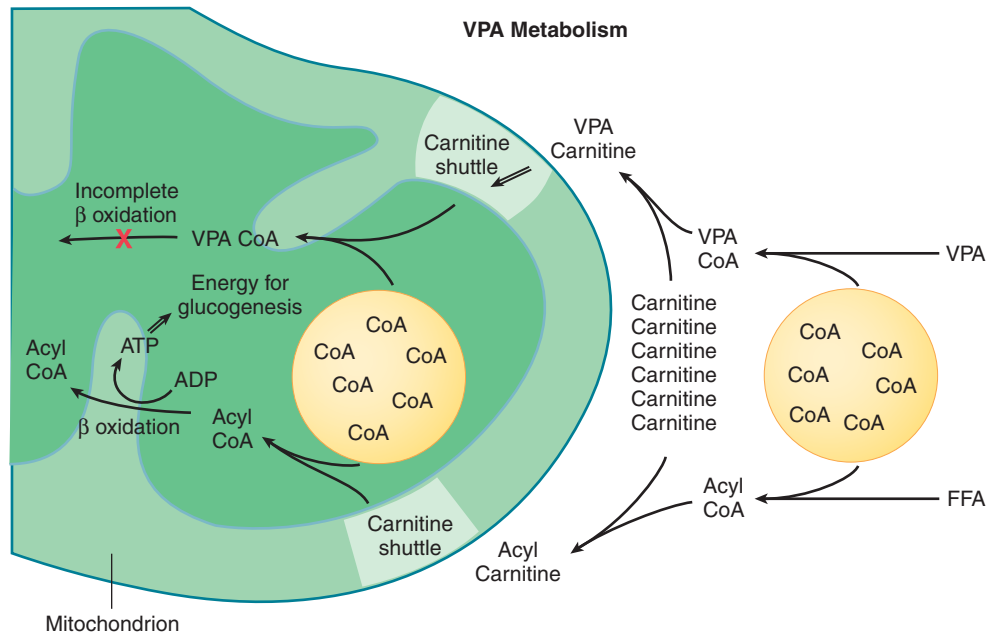 VPA Metabolism
Carnitine
shuttle
VPA
Carnitine
Incomplete
β oxidation
X
VPA CoA
VPA
CoA
VPA
Energy for
glucogenesis
Carnitine
Carnitine
Carnitine
Carnitine
Carnitine
Carnitine
CoA
CoA
CoA
CoA
CoA
CoA
CoA
CoA
CoA
CoA
CoA
CoA
Acyl
CoA
ATP
ADP
β oxidation
Acyl
CoA
Acyl
CoA
FFA
Carnitine
shuttle
Acyl
Carnitine
Mitochondrion